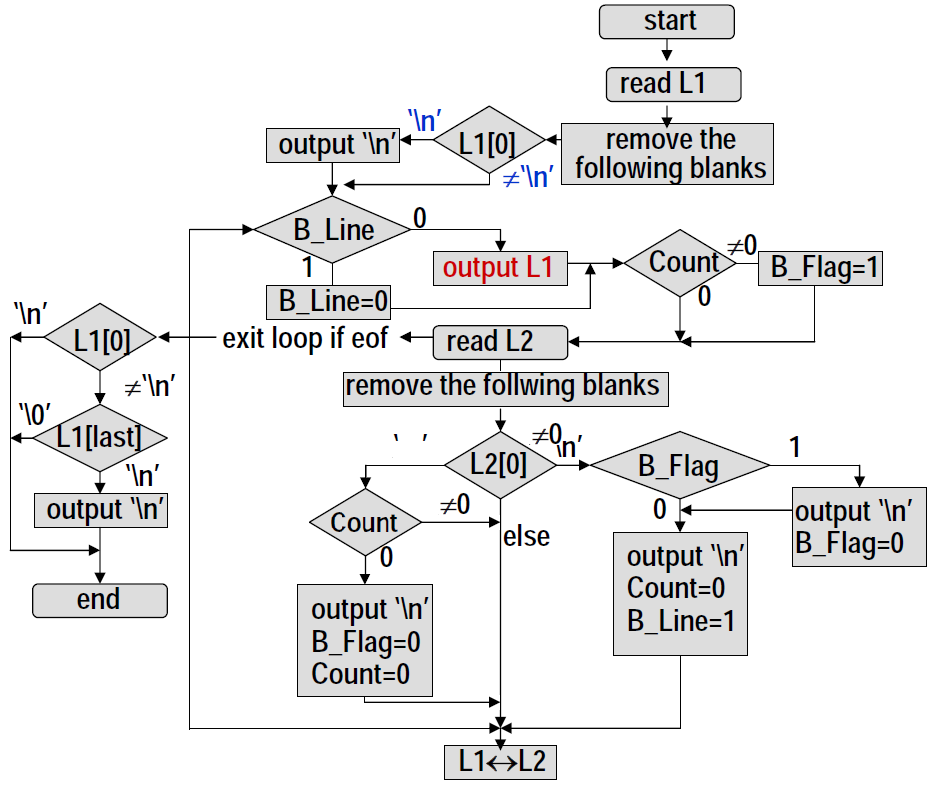 start
read L1
remove the
following blanks
L1[0]
‵\n′
≠‵\n′
output ‵\n′
B_Line
0
1
output L1
B_Line=0
Count
≠0
0
B_Flag=1
read L2
exit loop if eof
L1[0]
‵\n′
≠‵\n′
L1[last]
‵\0′
‵\n′
output ‵\n′
end
remove the follwing blanks
L2[0]
‵ ′
≠0
\n′
else
Count
≠0
0
output ‵\n′
B_Flag=0
Count=0
B_Flag
1
0
output ‵\n′
B_Flag=0
output ‵\n′
Count=0
B_Line=1
L1↔L2